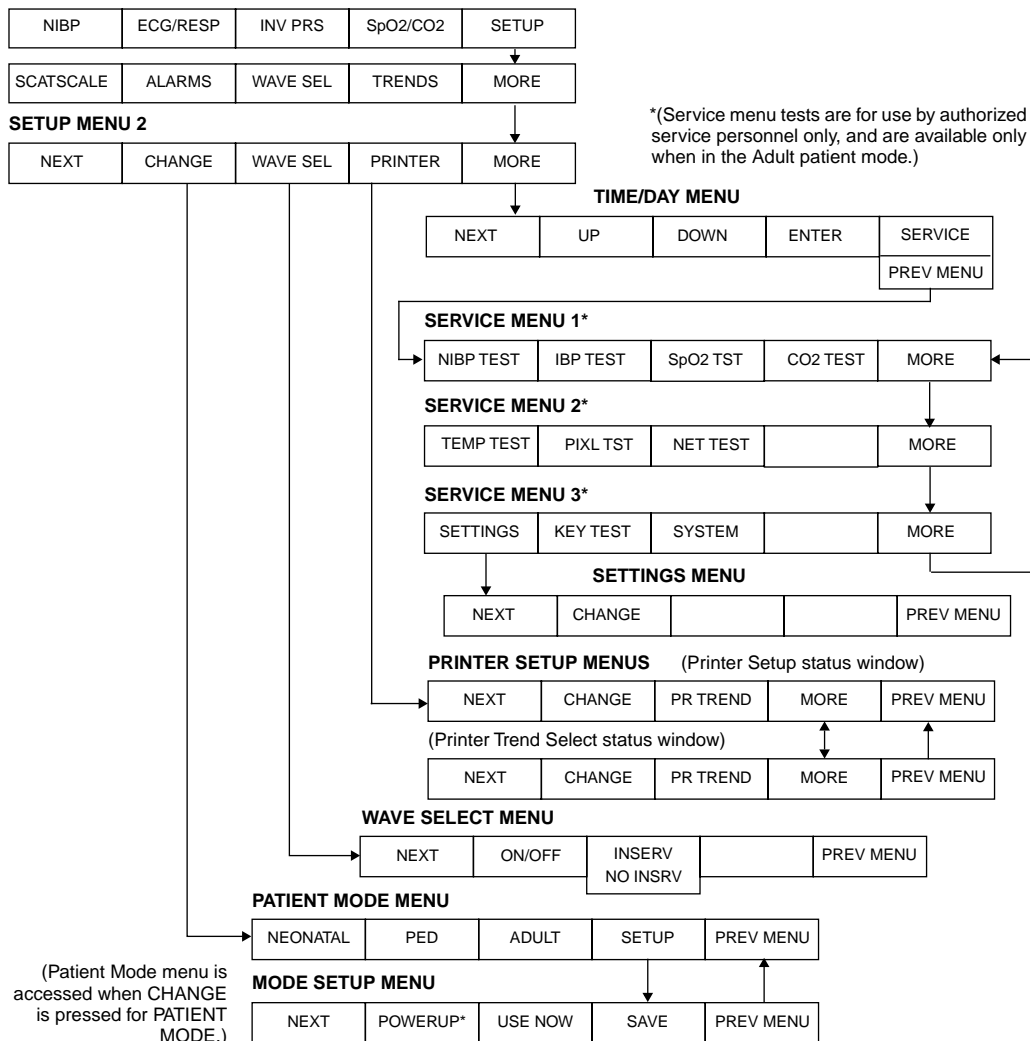 NIBP ECG/RESP INV PRS SpO2/CO2 SETUP
SCATSCALE ALARMS WAVE SEL TRENDS MORE
SETUP MENU 2
NEXT CHANGE WAVE SEL PRINTER MORE
*(Service menu tests are for use by authorized
service personnel only, and are available only
when in the Adult patient mode.)
TIME/DAY MENU
NEXT UP DOWN ENTER SERVICE
PREV MENU
SERVICE MENU 1*
NIBP TEST IBP TEST SpO2 TST CO2 TEST MORE
SERVICE MENU 2*
TEMP TEST PIXL TST NET TEST MORE
SERVICE MENU 3*
SETTINGS KEY TEST SYSTEM MORE
SETTINGS MENU
NEXT CHANGE PREV MENU
PRINTER SETUP MENUS (Printer Setup status window)
NEXT CHANGE PR TREND MORE PREV MENU
(Printer Trend Select status window)
NEXT CHANGE PR TREND MORE PREV MENU
WAVE SELECT MENU
NEXT ON/OFF INSERV PREV MENU
NO INSRV
PATIENT MODE MENU
NEONATAL PED ADULT SETUP PREV MENU
(Patient Mode menu is
accessed when CHANGE
is pressed for PATIENT
MODE.)
MODE SETUP MENU
NEXT POWERUP* USE NOW SAVE PREV MENU